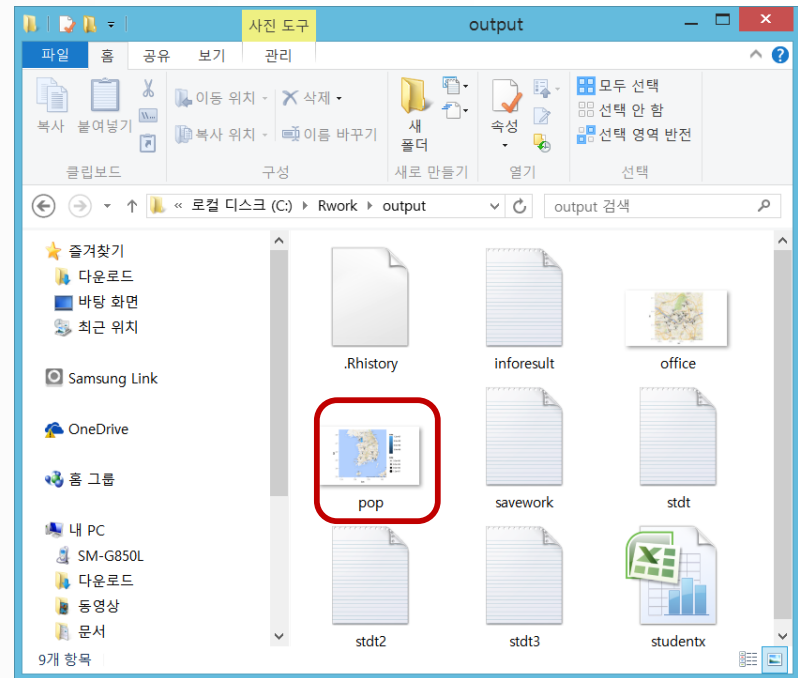 사진 도구
output
파일
홈
공유
보기
관리
복사
붙여넣기
이동 위치
복사 위치
삭제
이름 바꾸기
새
폴더
속성
모두 선택
선택 안 함
선택 영역 반전
클립보드
구성
새로 만들기
열기
선택
« 로컬 디스크 (C:)
Rwork
output
output 검색
즐겨찾기
다운로드
바탕 화면
최근 위치
Samsung Link
OneDrive
홈 그룹
내 PC
SM-G850L
다운로드
동영상
문서
.Rhistory
inforesult
office
pop
savework
stdt
stdt2
stdt3
studentx
9개 항목